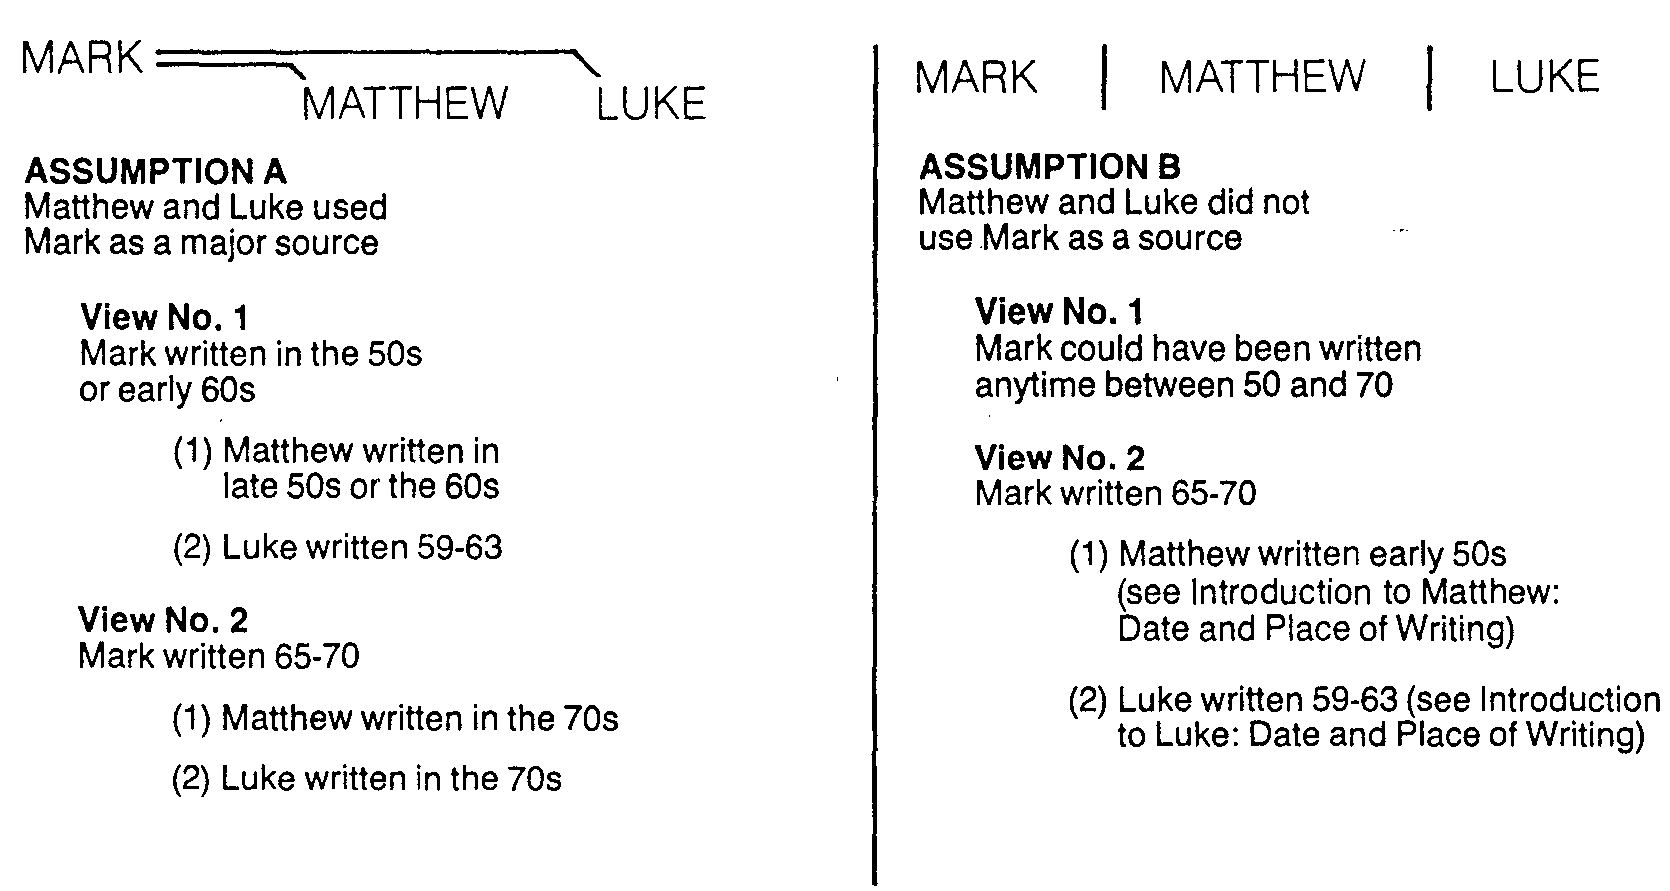 MARK
MATTHEW LUKE
ASSUMPTION A
Matthew and Luke used
Mark as a major source
View No. 1
Mark written in the 50s
or early 60s
(1) Matthew written in
late 50s or the 60s
(2) Luke written 59-63
View No. 2
Mark written 65-70
(1) Matthew written in the 70s
(2) Luke written in the 70s
MARK MATTHEW LUKE
ASSUMPTION B
Matthew and Luke did not
use Mark as a source
View No. 1
Mark could have been written
anytime between 50 and 70
View No. 2
Mark written 65-70
(1) Matthew written early 50s
(see Introduction to Matthew:
Date and Place of Writing)
(2) Luke written 59-63 (see Introduction
to Luke: Date and Place of Writing)